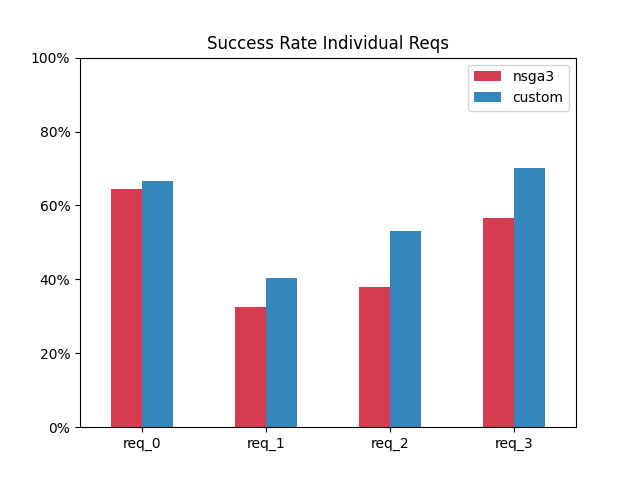 Success Rate Individual Reqs
100%
80%
60%
40%
20%
0%
nsga3
custom
req_0 req_1 req_2 req_3